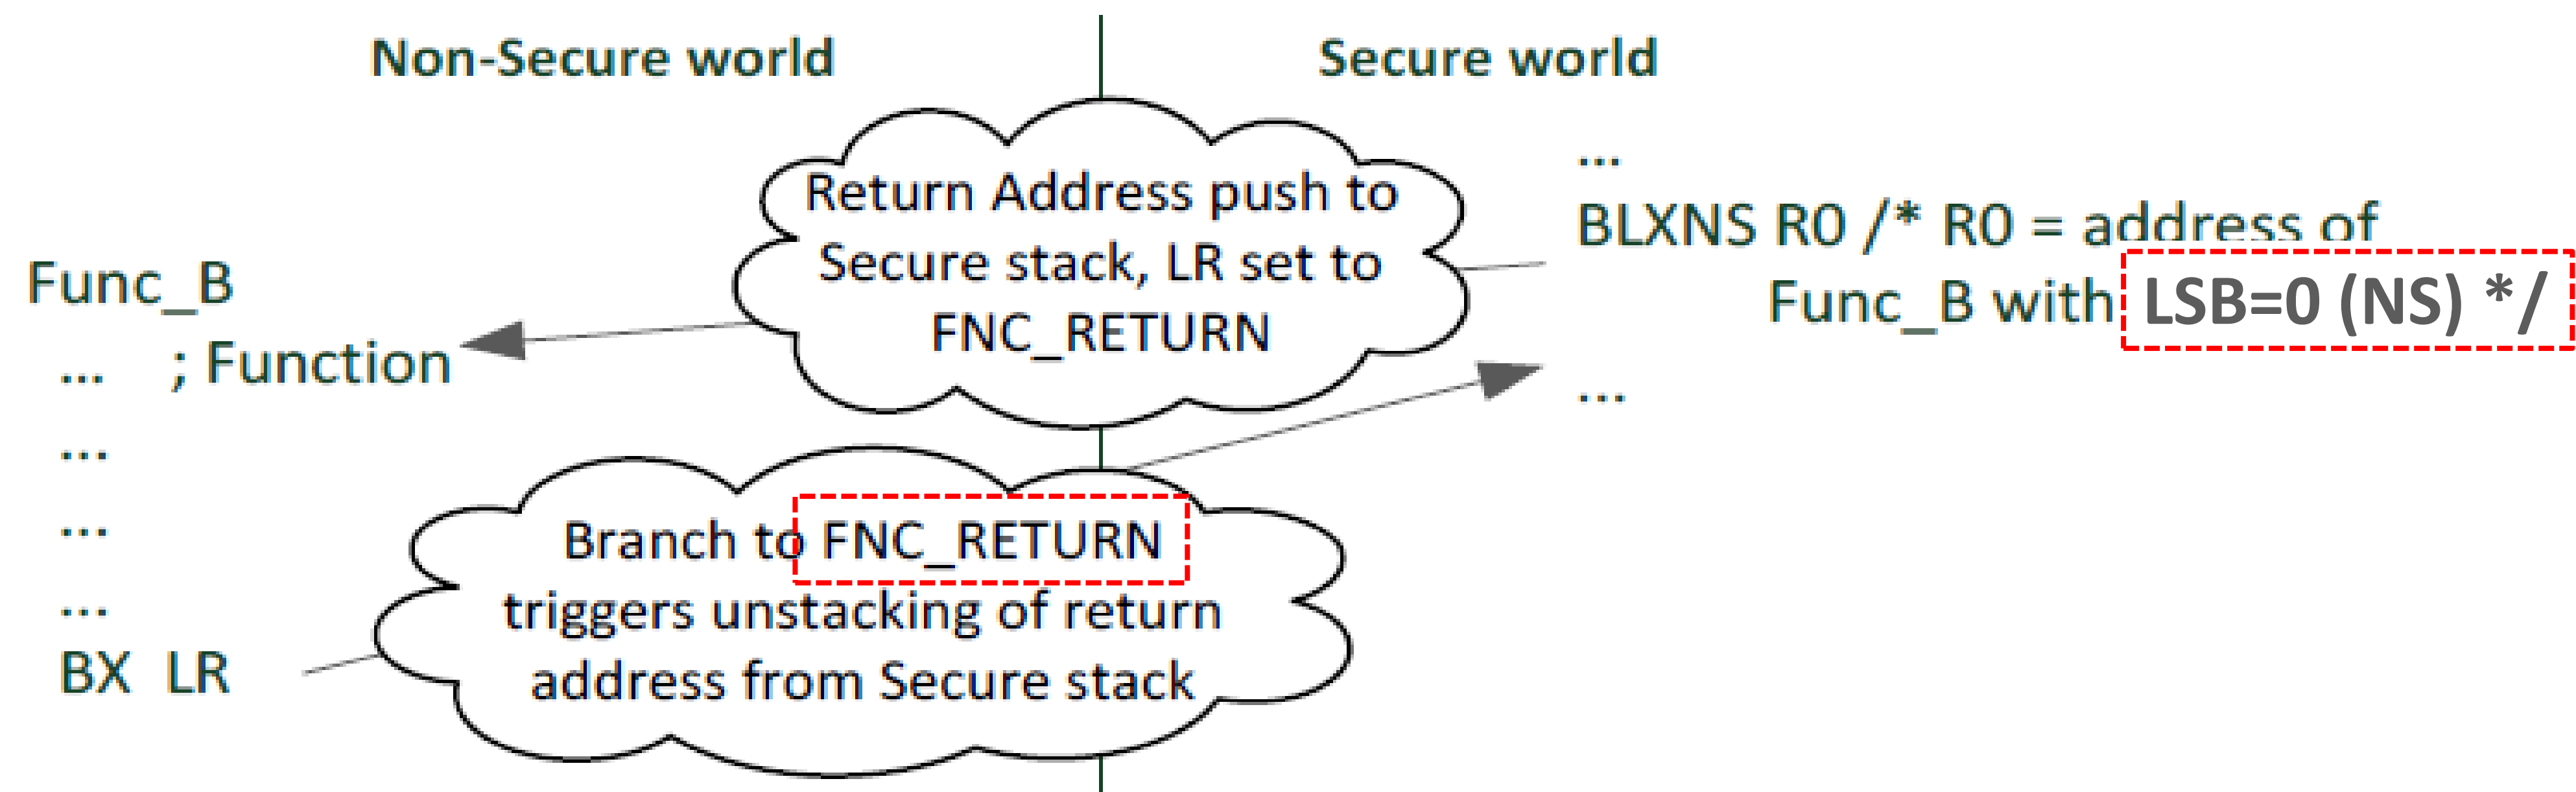 Non-Secure world
Secure world
Return Address push to
Secure stack, LR set to
FNC_RETURN
...
BLXNS R0 /* R0 = address of
Func_B with LSB=0 (NS) */
...
Func_B
... ; Function
...
...
...
BX LR
Branch to FNC_RETURN
triggers unstacking of return
address from Secure stack